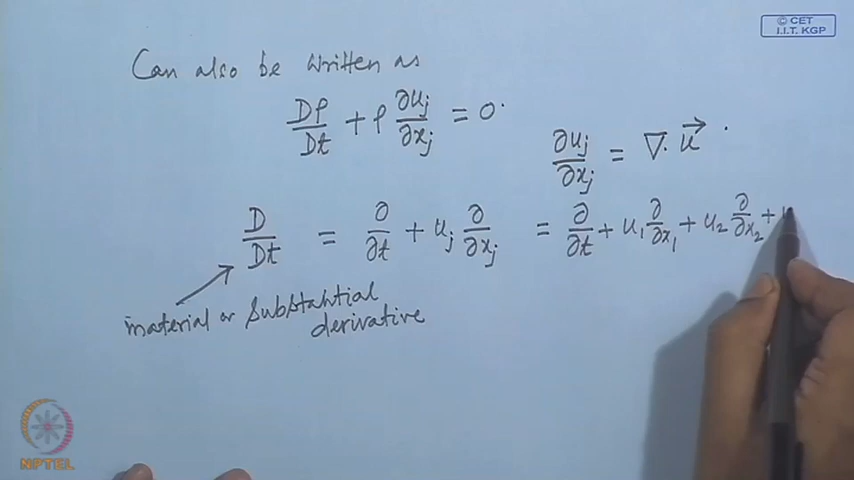 © CET
I.I.T. KGP
Can also be written as
Dρ/Dt + ρ ∂uj/∂xj = 0.
∂uj/∂xj = ∇. u⃗ .
D/Dt = ∂/∂t + uj ∂/∂xj = ∂/∂t + u1 ∂/∂x1 + u2 ∂/∂x2 +
material or substantial
derivative
NPTEL